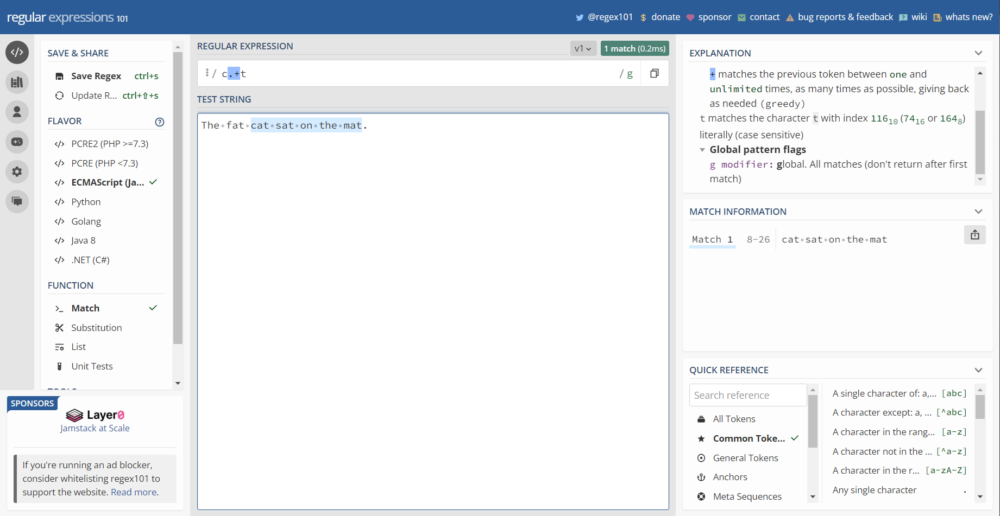 regular expressions 101
@regex101 $ donate sponsor contact bug reports & feedback wiki whats new?
SAVE & SHARE
Save Regex ctrl+s
Update R... ctrl+⇧+s
FLAVOR
</> PCRE2 (PHP >=7.3)
</> PCRE (PHP <7.3)
</> ECMAScript (Ja...
</> Python
</> Golang
</> Java 8
</> .NET (C#)
FUNCTION
>_ Match
Substitution
List
Unit Tests
TOOLS
SPONSORS
Layer0
Jamstack at Scale
If you're running an ad blocker,
consider whitelisting regex101 to
support the website. Read more.
REGULAR EXPRESSION
v1
1 match (0.2ms)
/ c.+t / g
TEST STRING
The·fat·cat·sat·on·the·mat.
EXPLANATION
+ matches the previous token between one and
unlimited times, as many times as possible, giving back
as needed (greedy)
t matches the character t with index 116₁₀ (74₁₆ or 164₈)
literally (case sensitive)
Global pattern flags
g modifier: global. All matches (don't return after first
match)
MATCH INFORMATION
Match 1 8-26 cat·sat·on·the·mat
QUICK REFERENCE
Search reference
All Tokens
Common Toke...
General Tokens
Anchors
Meta Sequences
A single character of: a,... [abc]
A character except: a, ... [^abc]
A character in the rang... [a-z]
A character not in the ... [^a-z]
A character in the r... [a-zA-Z]
Any single character .